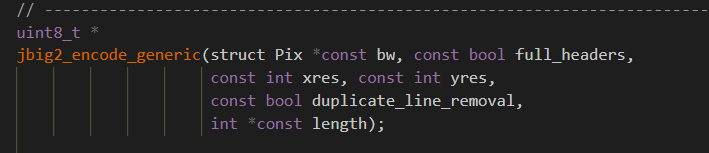 // -------------------------------------------------------------------------
uint8_t *
jbig2_encode_generic(struct Pix *const bw, const bool full_headers,
const int xres, const int yres,
const bool duplicate_line_removal,
int *const length);